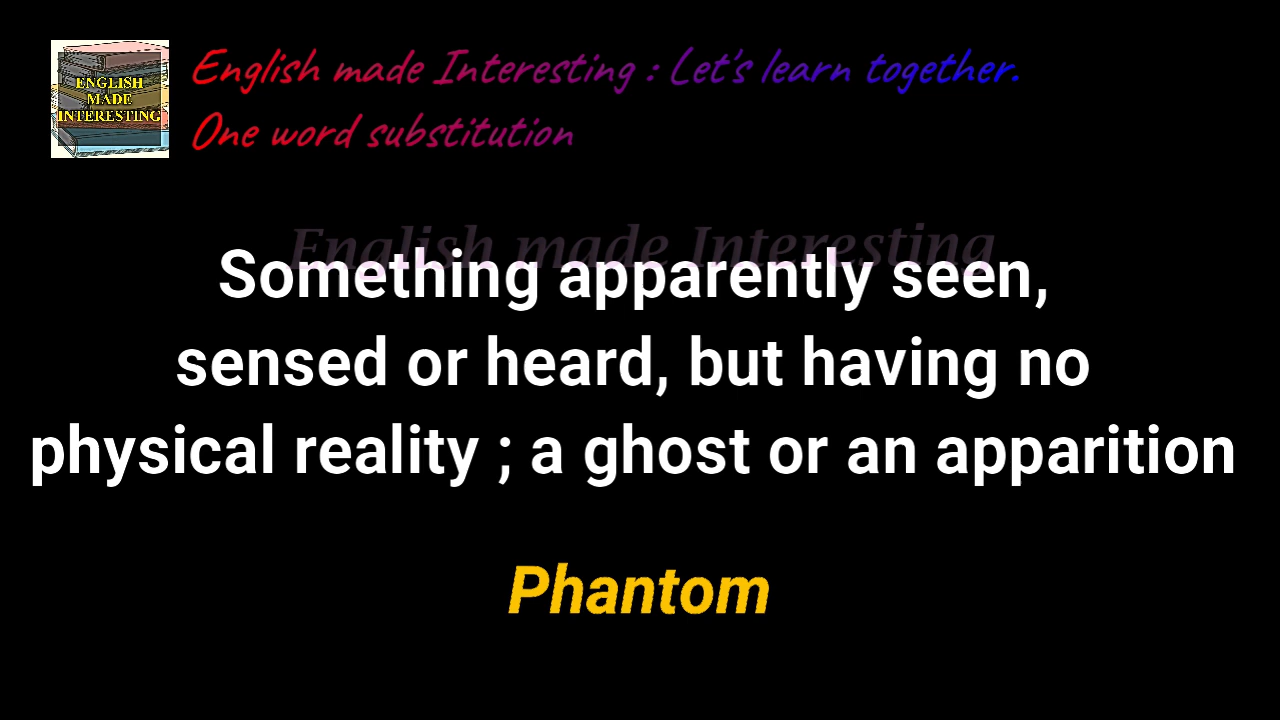 ENGLISH
MADE
INTERESTING
English made Interesting : Let's learn together.
One word substitution
English made Interesting
Something apparently seen,
sensed or heard, but having no
physical reality ; a ghost or an apparition
Phantom